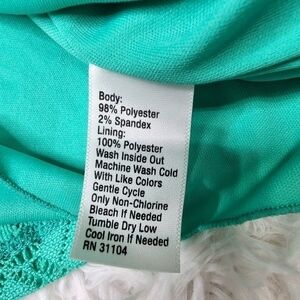 Body:
98% Polyester
2% Spandex
Lining:
100% Polyester
Wash Inside Out
Machine Wash Cold
With Like Colors
Gentle Cycle
Only Non-Chlorine
Bleach If Needed
Tumble Dry Low
Cool Iron If Needed
RN 31104